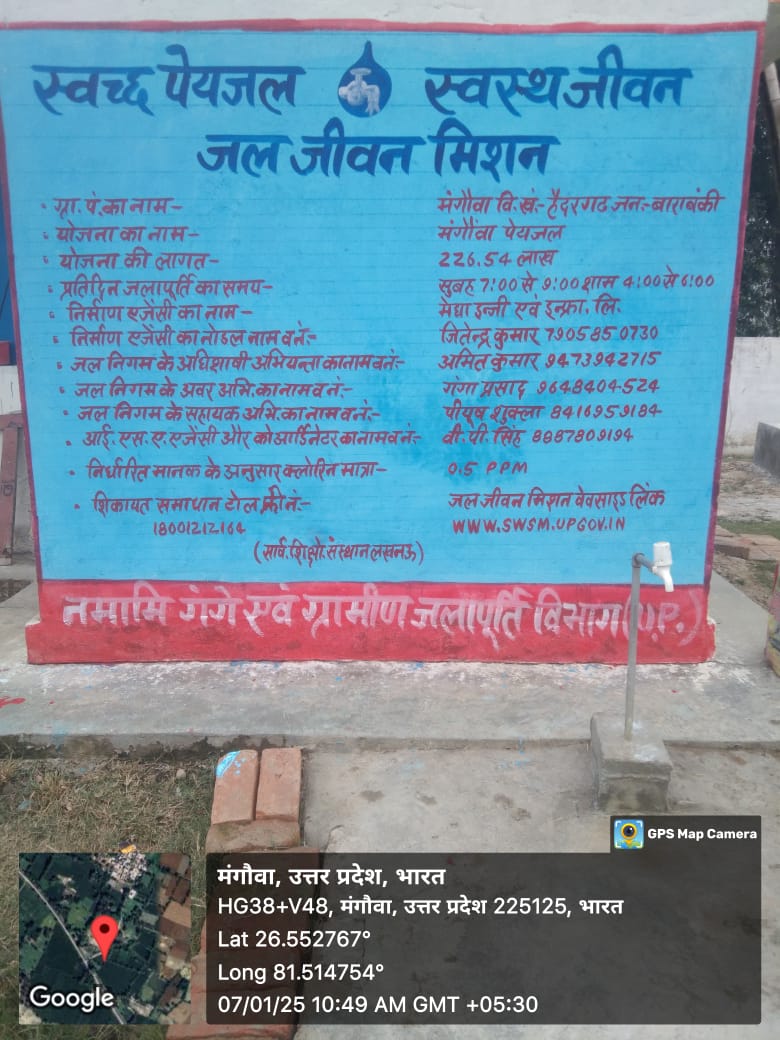 स्वच्छ पेयजल स्वस्थ जीवन
जल जीवन मिशन
• ग्रा. पं. का नाम- मंगौवा वि.खं:- हैदरगढ जन:- बाराबंकी
• योजना का नाम- मंगौवा पेयजल
• योजना की लागत- 226.54 लाख
• प्रतिदिन जलापूर्ति का समय- सुबह 7:00 से 9:00 शाम 4:00 से 6:00
• निर्माण एजेंसी का नाम- मेघा इन्जी एवं इन्फ्रा. लि.
• निर्माण एजेंसी का नोडल नाम व नं:- जितेन्द्र कुमार 7905850730
• जल निगम के अधिशाषी अभियन्ता का नाम व नं:- अमित कुमार 9473942715
• जल निगम के अवर अभि. का नाम व नं:- गंगा प्रसाद 9648404524
• जल निगम के सहायक अभि. का नाम व नं:- पीयूष शुक्ला 8416959184
• आई. एस. ए. एजेंसी और कोआर्डिनेटर का नाम व नं:- वी. पी. सिंह 8887809194
• निर्धारित मानक के अनुसार क्लोरिन मात्रा- 0.5 PPM
• शिकायत समाधान टोल फ्री नं:- जल जीवन मिशन वेवसाइड लिंक
18001212164 WWW.SWSM.UPGOV.IN
(सार्व. शिक्षो. संस्थान लखनऊ)
नमामि गंगे एवं ग्रामीण जलापूर्ति विभाग (U.P.)
GPS Map Camera
मंगौवा, उत्तर प्रदेश, भारत
HG38+V48, मंगौवा, उत्तर प्रदेश 225125, भारत
Lat 26.552767°
Long 81.514754°
07/01/25 10:49 AM GMT +05:30
Google